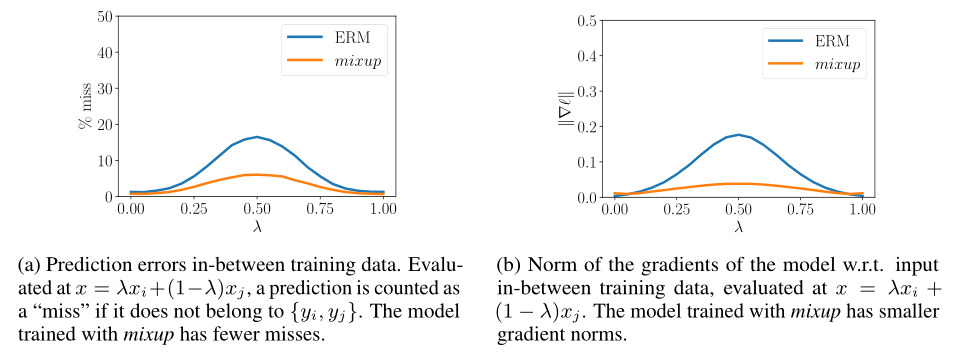 50
40
30
20
10
0
% miss
ERM
mixup
0.00 0.25 0.50 0.75 1.00
λ
0.5
0.4
0.3
0.2
0.1
0.0
‖∇ℓ‖
ERM
mixup
0.00 0.25 0.50 0.75 1.00
λ
(a) Prediction errors in-between training data. Evalu-
ated at x = λxᵢ+(1−λ)xⱼ, a prediction is counted as
a “miss” if it does not belong to {yᵢ, yⱼ}. The model
trained with mixup has fewer misses.
(b) Norm of the gradients of the model w.r.t. input
in-between training data, evaluated at x = λxᵢ +
(1 − λ)xⱼ. The model trained with mixup has smaller
gradient norms.